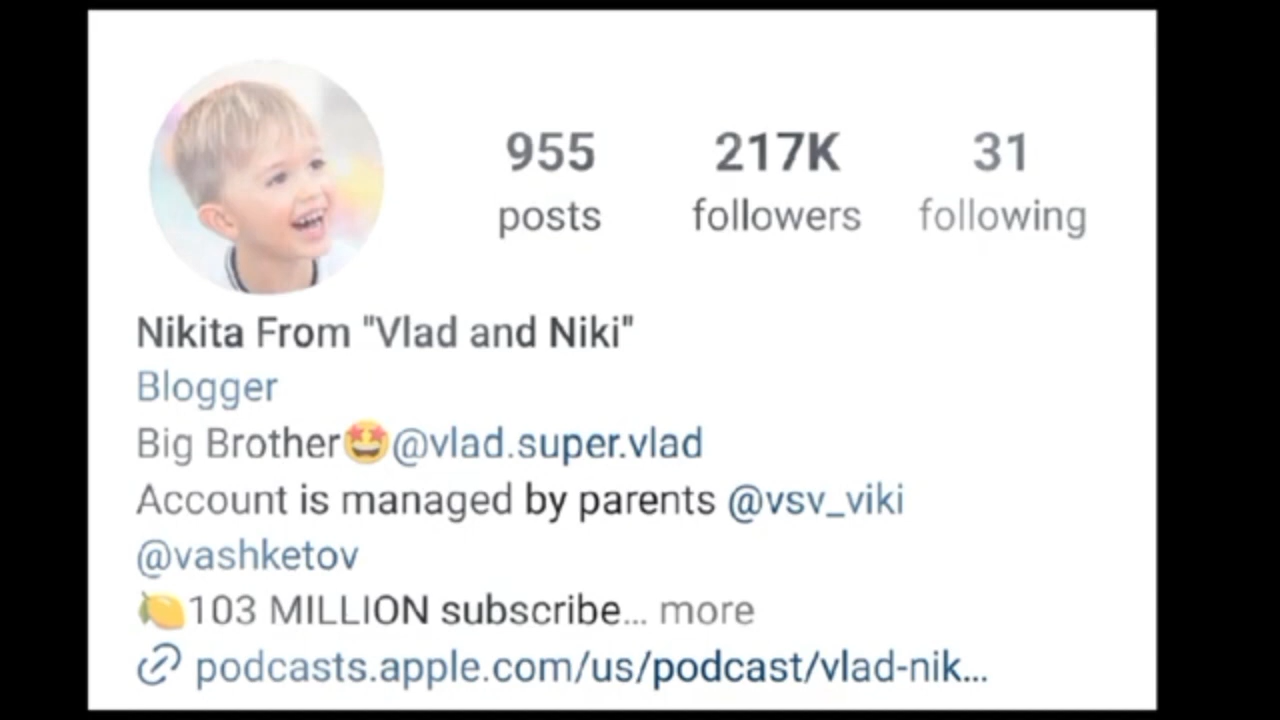 955 217K 31
posts followers following
Nikita From "Vlad and Niki"
Blogger
Big Brother🤩@vlad.super.vlad
Account is managed by parents @vsv_viki
@vashketov
🍋103 MILLION subscribe... more
podcasts.apple.com/us/podcast/vlad-nik...